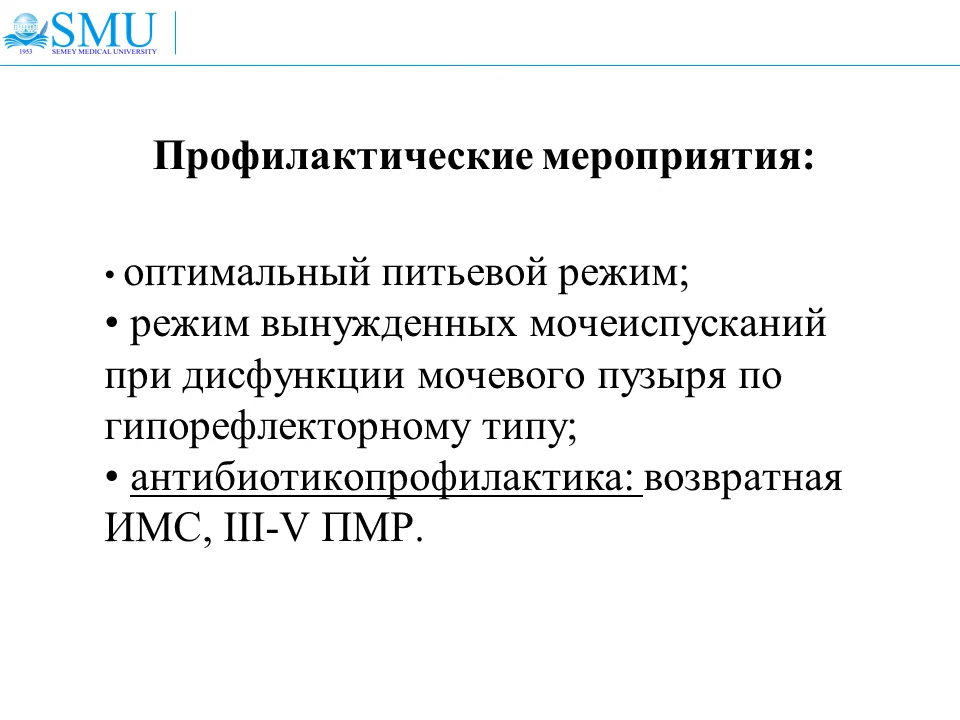 SMU
1953 SEMEY MEDICAL UNIVERSITY
Профилактические мероприятия:
• оптимальный питьевой режим;
• режим вынужденных мочеиспусканий
при дисфункции мочевого пузыря по
гипорефлекторному типу;
• антибиотикопрофилактика: возвратная
ИМС, III-V ПМР.